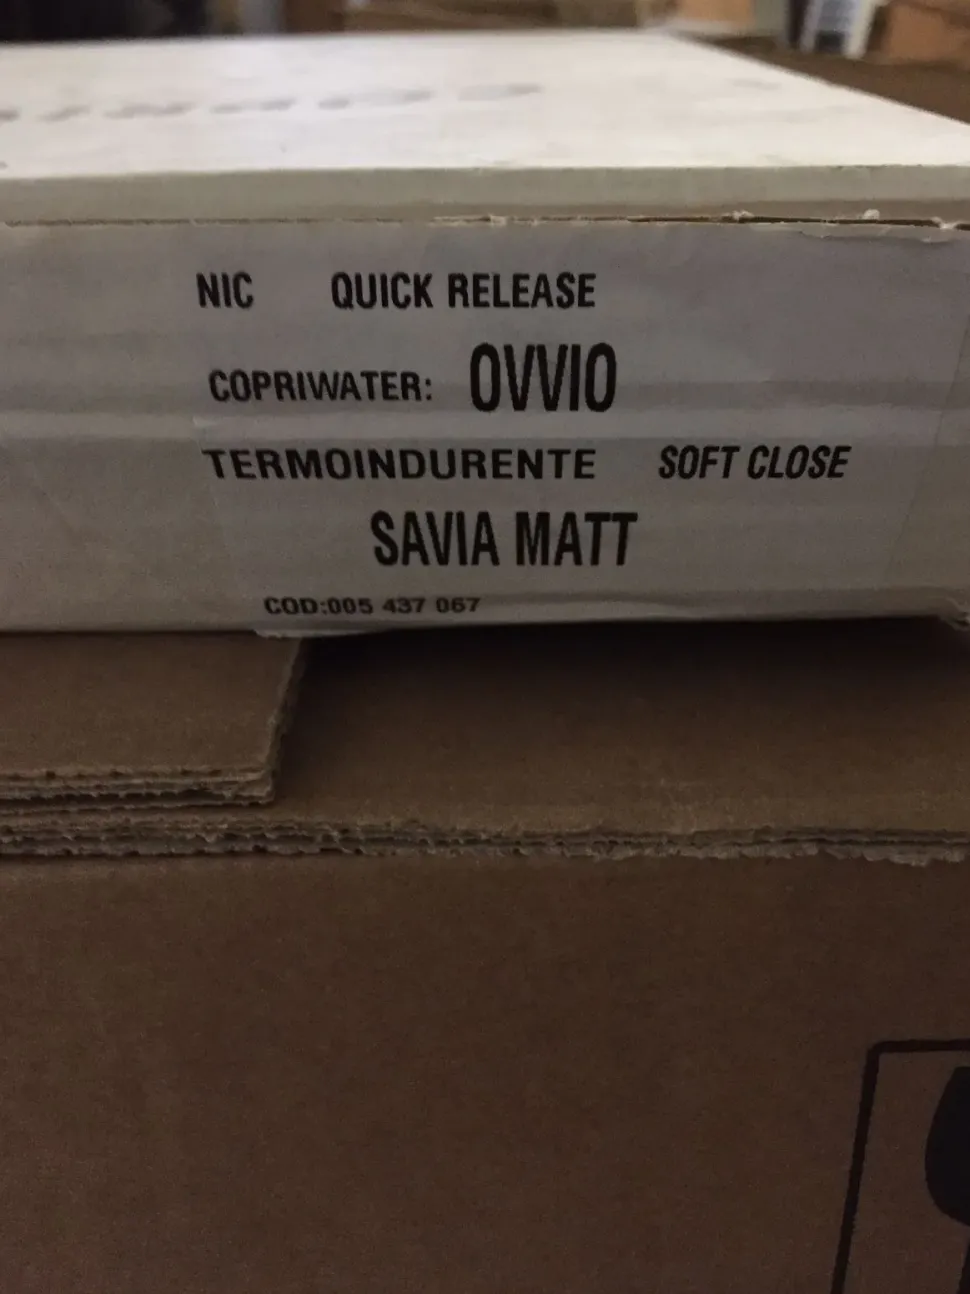 NIC QUICK RELEASE
COPRIWATER: OVVIO
TERMOINDURENTE SOFT CLOSE
SAVIA MATT
COD:005 437 067